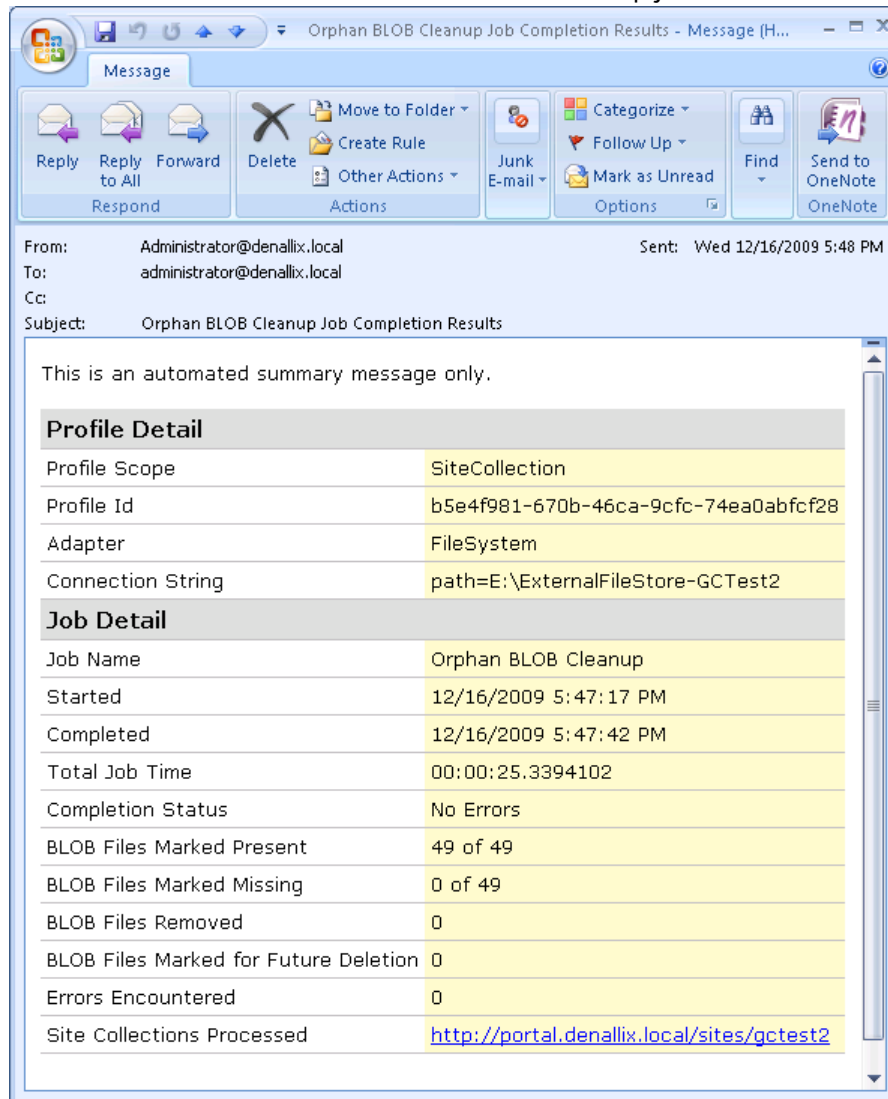 Orphan BLOB Cleanup Job Completion Results - Message (H...
Message
Reply
Reply to All
Forward
Delete
Move to Folder
Create Rule
Other Actions
Junk E-mail
Categorize
Follow Up
Mark as Unread
Find
Send to OneNote
Respond
Actions
Options
OneNote
From: Administrator@denallix.local Sent: Wed 12/16/2009 5:48 PM
To: administrator@denallix.local
Cc:
Subject: Orphan BLOB Cleanup Job Completion Results
This is an automated summary message only.
Profile Detail
Profile Scope SiteCollection
Profile Id b5e4f981-670b-46ca-9cfc-74ea0abfcf28
Adapter FileSystem
Connection String path=E:\ExternalFileStore-GCTest2
Job Detail
Job Name Orphan BLOB Cleanup
Started 12/16/2009 5:47:17 PM
Completed 12/16/2009 5:47:42 PM
Total Job Time 00:00:25.3394102
Completion Status No Errors
BLOB Files Marked Present 49 of 49
BLOB Files Marked Missing 0 of 49
BLOB Files Removed 0
BLOB Files Marked for Future Deletion 0
Errors Encountered 0
Site Collections Processed http://portal.denallix.local/sites/gctest2